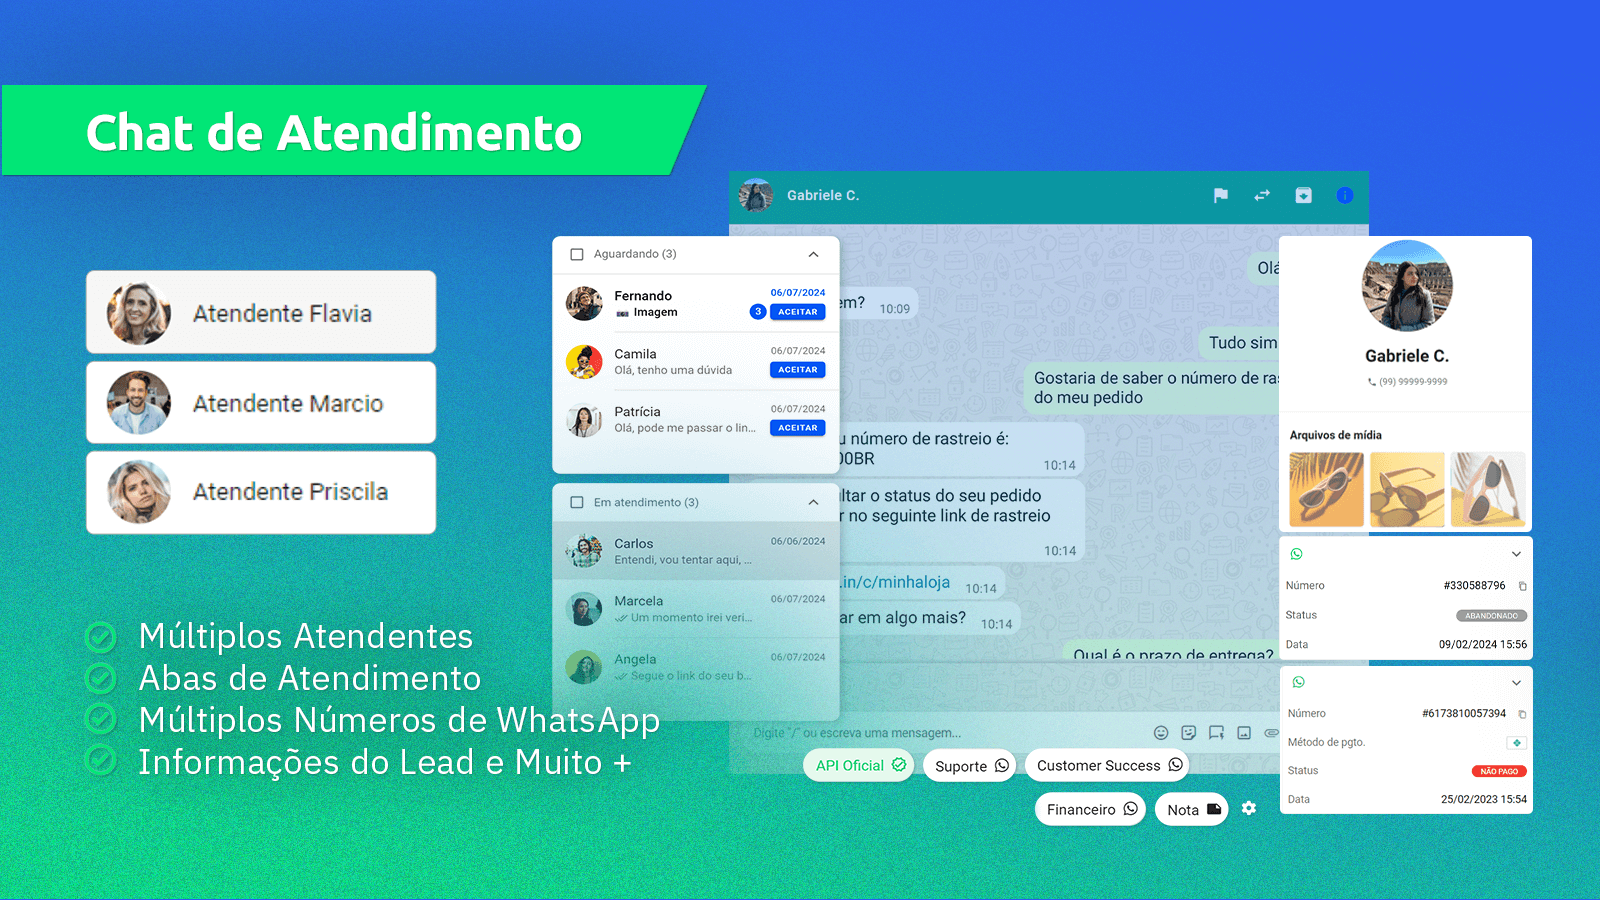 Chat de Atendimento
Atendente Flavia
Atendente Marcio
Atendente Priscila
Múltiplos Atendentes
Abas de Atendimento
Múltiplos Números de WhatsApp
Informações do Lead e Muito +
Aguardando (3)
Fernando
06/07/2024
Imagem
3
ACEITAR
Camila
06/07/2024
Olá, tenho uma dúvida
ACEITAR
Patrícia
06/07/2024
Olá, pode me passar o lin...
ACEITAR
Em atendimento (3)
Carlos
06/06/2024
Entendi, vou tentar aqui, ...
Marcela
06/07/2024
Um momento irei veri...
Angela
06/07/2024
Segue o link do seu b...
Gabriele C.
Olá
em?
10:09
Tudo sim
Gostaria de saber o número de ras
do meu pedido
u número de rastreio é:
00BR
10:14
ltar o status do seu pedido
r no seguinte link de rastreio
10:14
.in/c/minhaloja
10:14
ar em algo mais?
10:14
Qual é o prazo de entrega?
Digite "/" ou escreva uma mensagem...
API Oficial
Suporte
Customer Success
Financeiro
Nota
Gabriele C.
(99) 99999-9999
Arquivos de mídia
Número
#330588796
Status
ABANDONADO
Data
09/02/2024 15:56
Número
#6173810057394
Método de pgto.
Status
NÃO PAGO
Data
25/02/2023 15:54